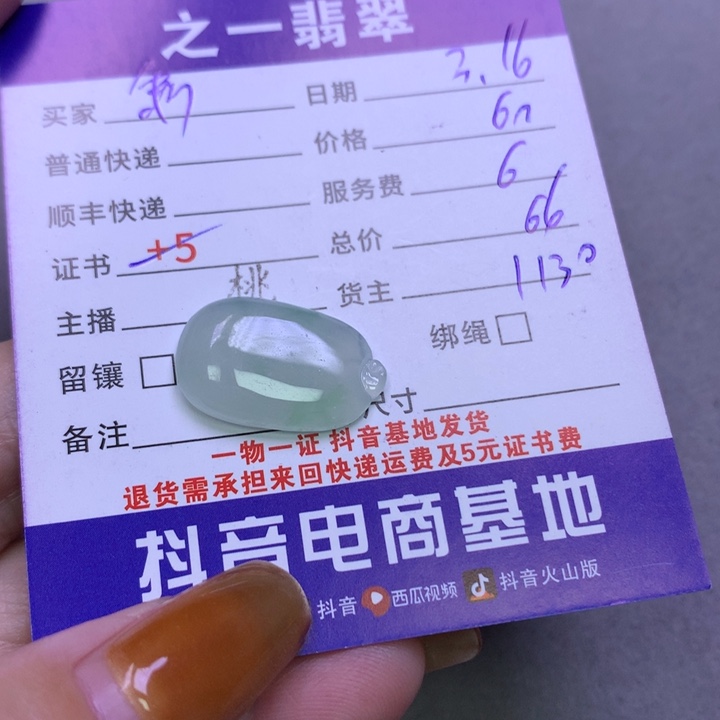 之一翡翠
买家 日期 3.16
普通快递 价格 60
顺丰快递 服务费 6
证书 +5 总价 66
主播 桃 货主 1130
留镶 绑绳
备注 尺寸
一物一证 抖音基地发货
退货需承担来回快递运费及5元证书费
抖音电商基地
抖音 西瓜视频 抖音火山版